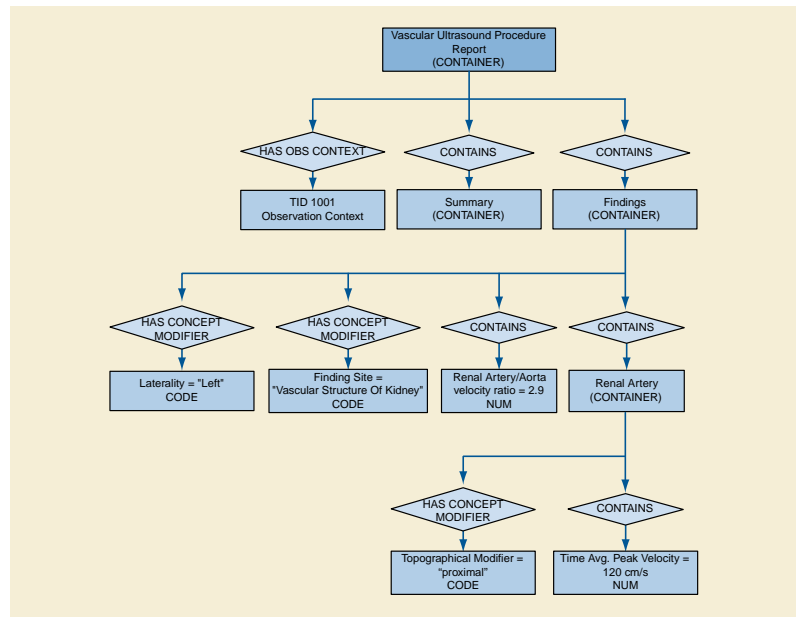 Vascular Ultrasound Procedure
Report
(CONTAINER)
HAS OBS CONTEXT
CONTAINS
CONTAINS
TID 1001
Observation Context
Summary
(CONTAINER)
Findings
(CONTAINER)
HAS CONCEPT
MODIFIER
HAS CONCEPT
MODIFIER
CONTAINS
CONTAINS
Laterality = "Left"
CODE
Finding Site =
"Vascular Structure Of Kidney"
CODE
Renal Artery/Aorta
velocity ratio = 2.9
NUM
Renal Artery
(CONTAINER)
HAS CONCEPT
MODIFIER
CONTAINS
Topographical Modifier =
“proximal”
CODE
Time Avg. Peak Velocity =
120 cm/s
NUM